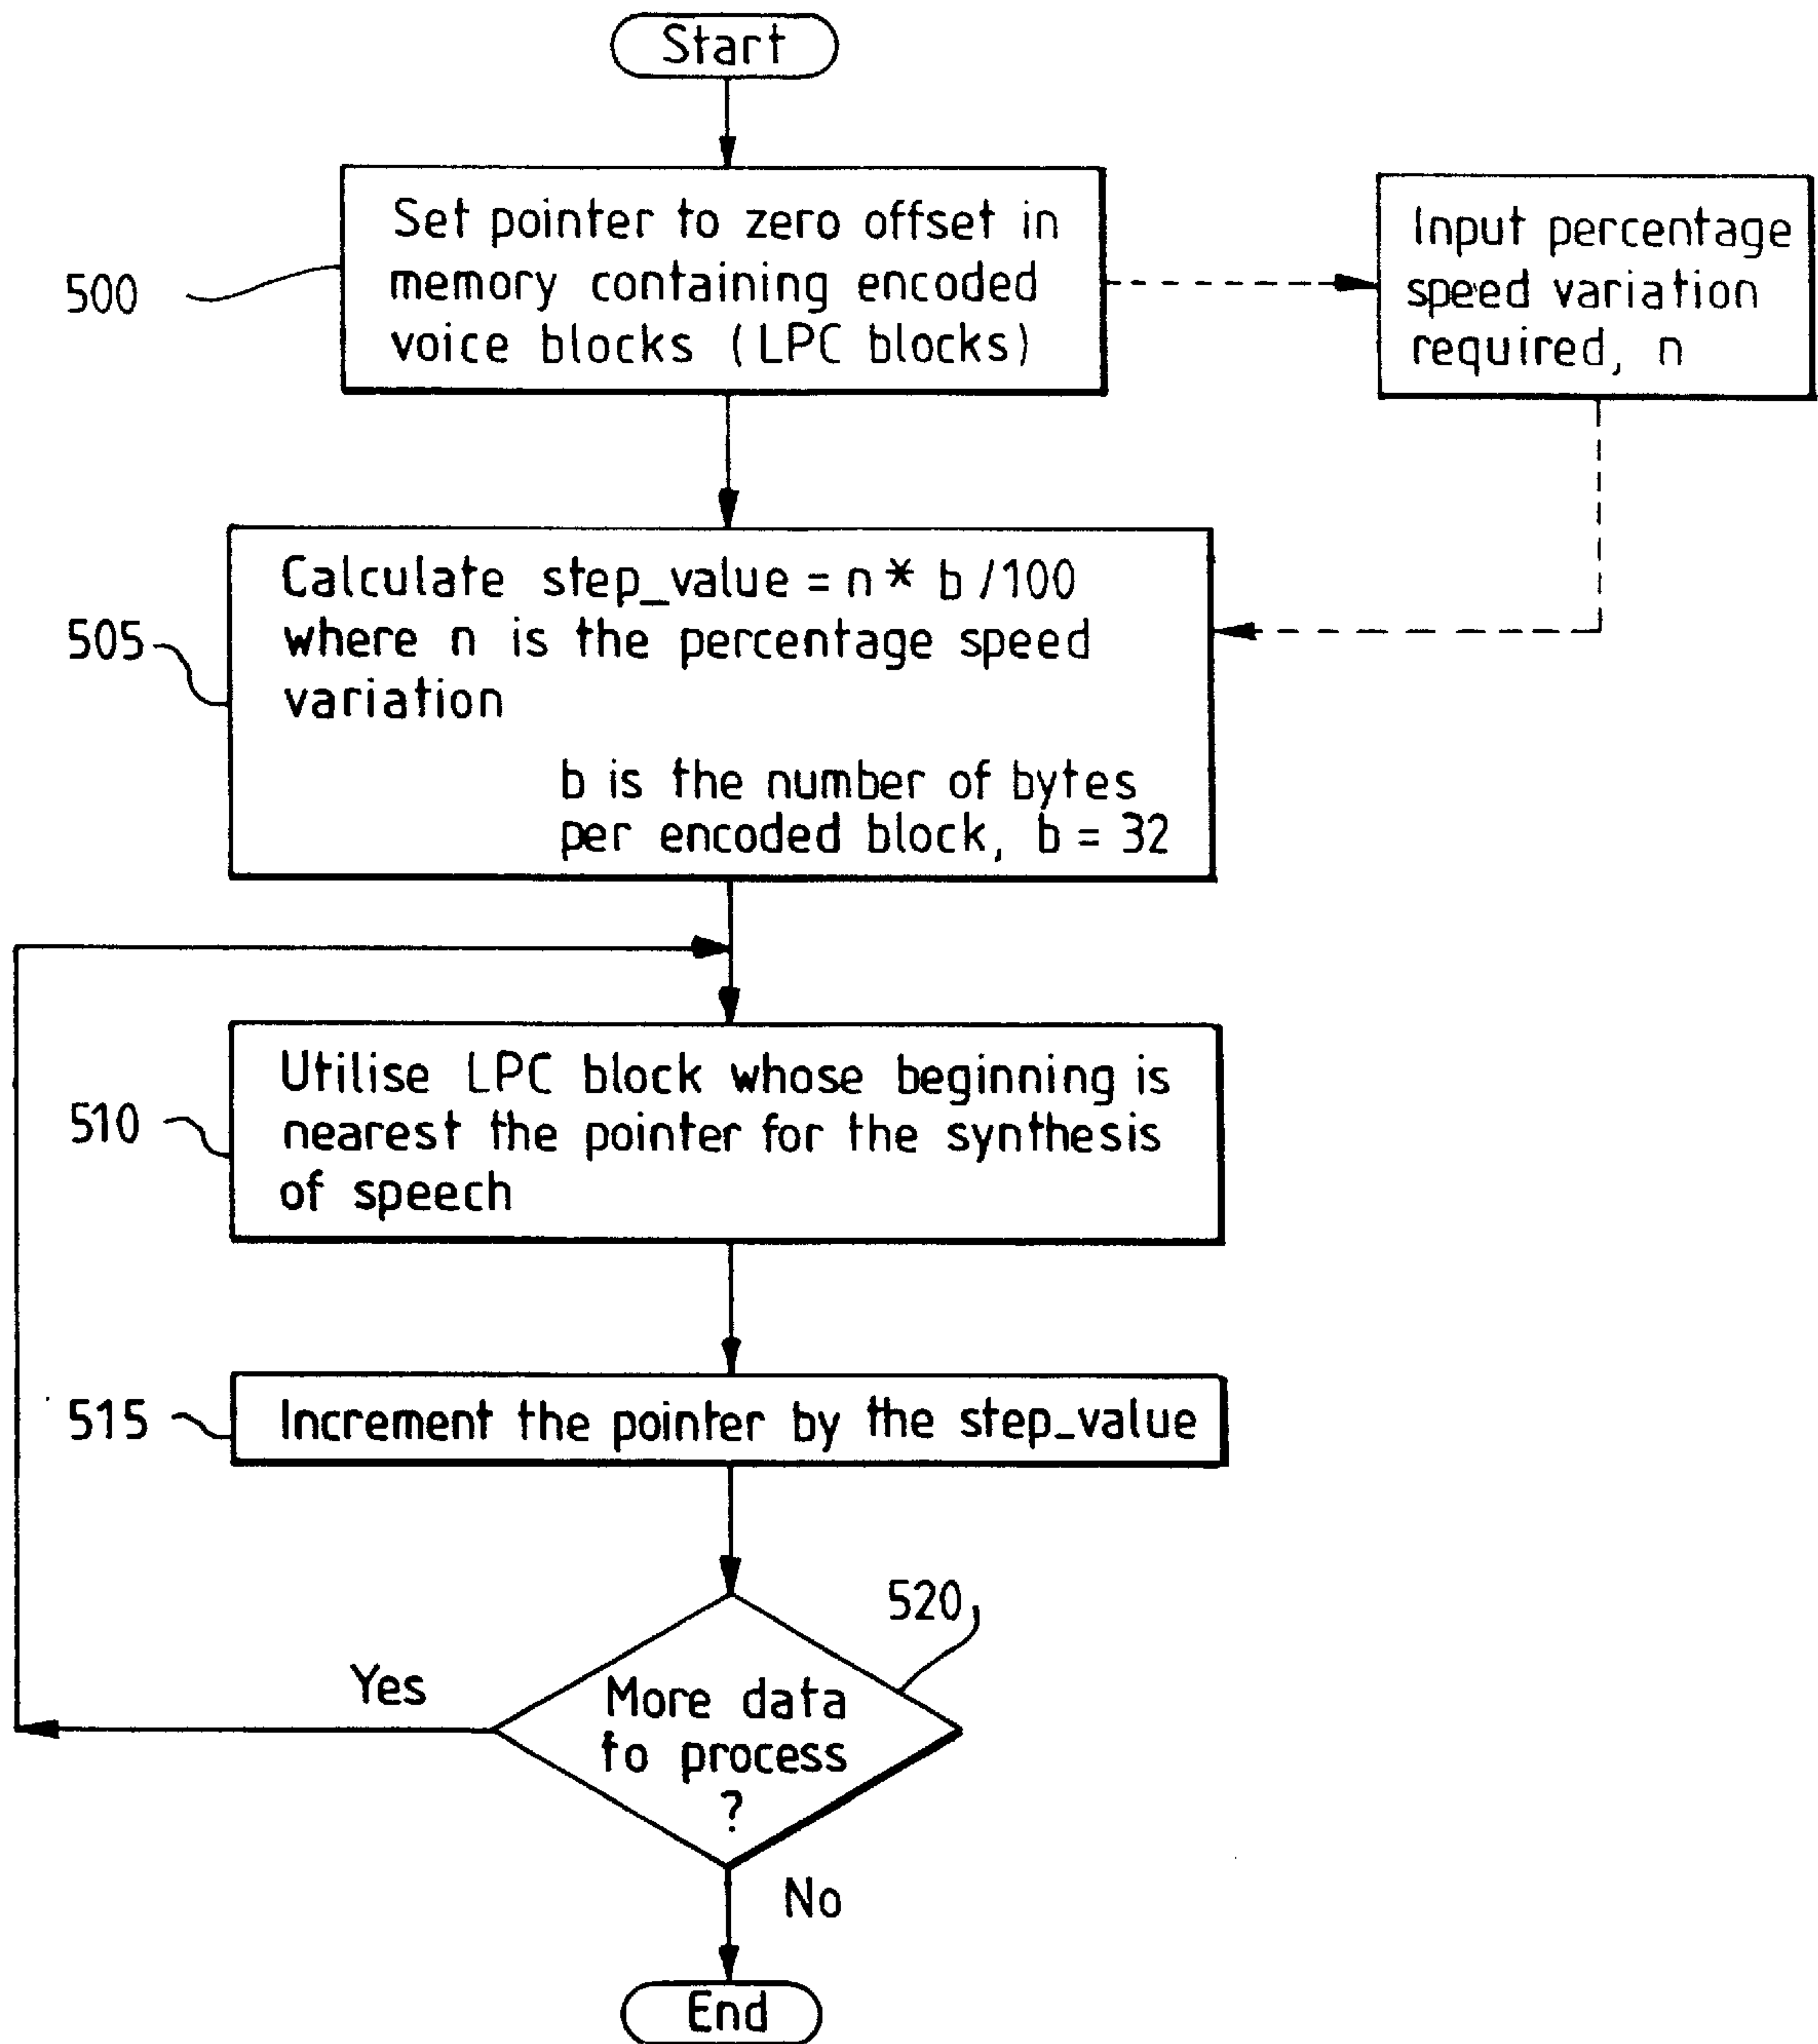 Start
Set pointer to zero offset in
memory containing encoded
voice blocks (LPC blocks)
500
Input percentage
speed variation
required, n
Calculate step_value = n * b /100
where n is the percentage speed
variation
b is the number of bytes
per encoded block, b = 32
505
Utilise LPC block whose beginning is
nearest the pointer for the synthesis
of speech
510
515
Increment the pointer by the step_value
520
Yes
More data
to process
?
No
End